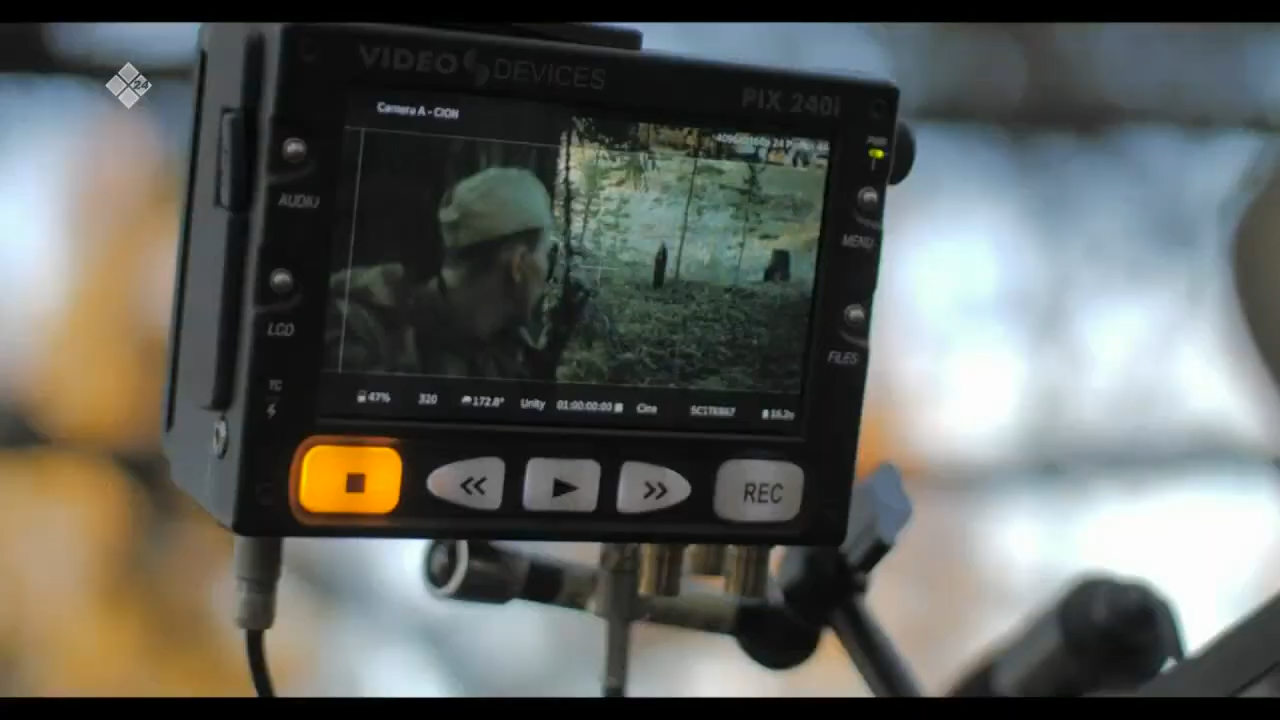 24
VIDEO DEVICES
PIX 240i
Camera A - CION
AUDIO
MENU
LCD
FILES
TC
47% 320 172.8° Unity 01:00:00:00 Cine
REC